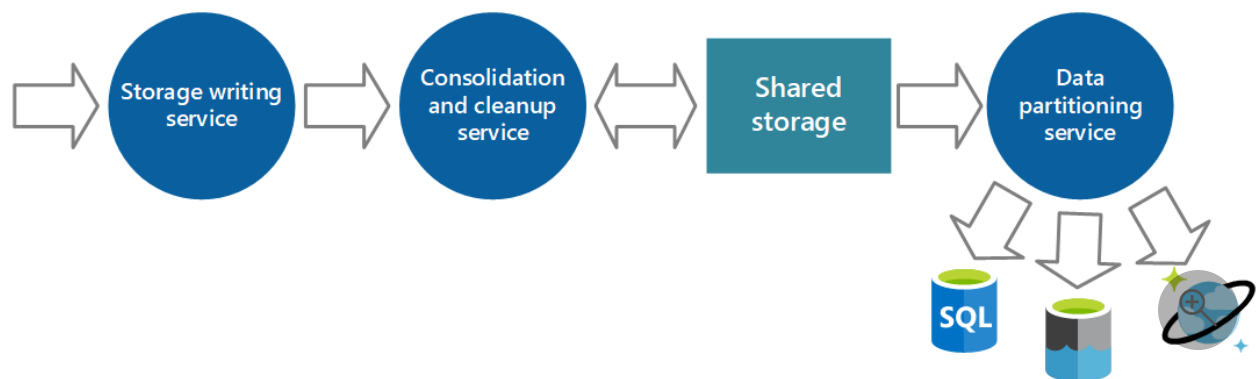 Storage writing
service
Consolidation
and cleanup
service
Shared
storage
Data
partitioning
service
SQL